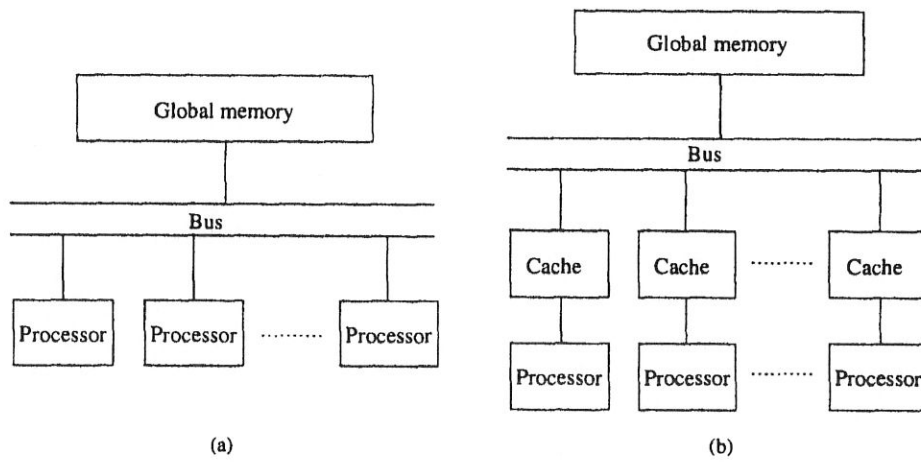 Global memory
Bus
Processor Processor ........ Processor
(a)
Global memory
Bus
Cache Cache ........ Cache
Processor Processor ........ Processor
(b)